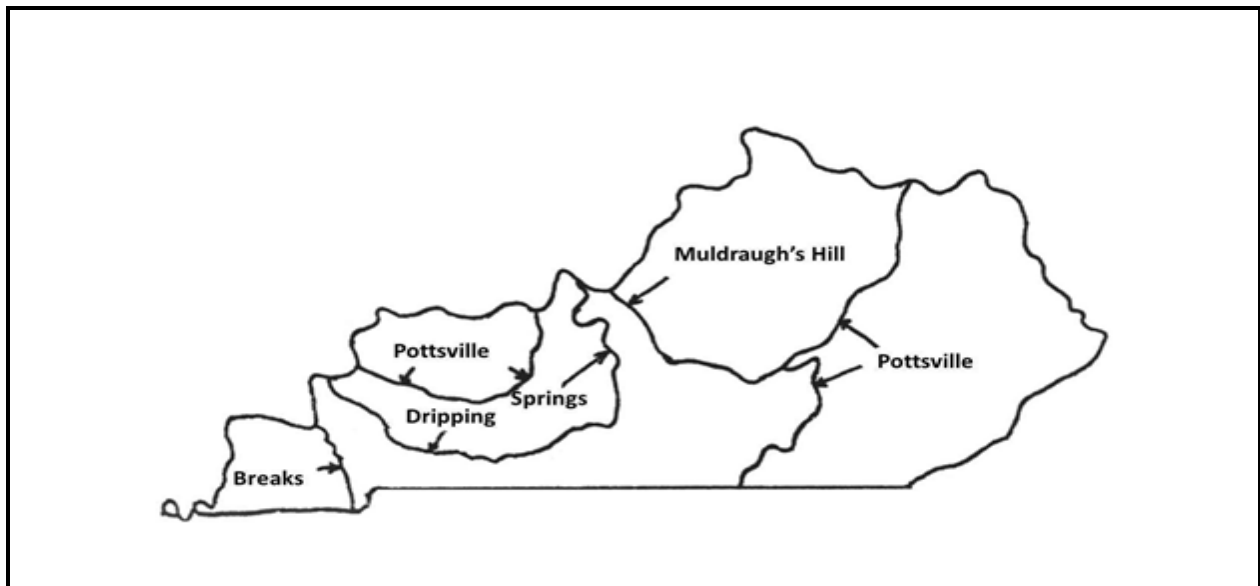 Muldraugh's Hill
Pottsville
Pottsville
Springs
Dripping
Breaks